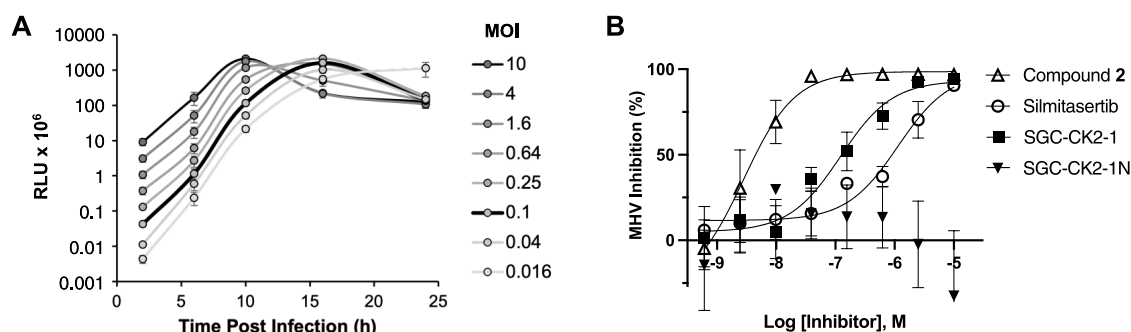 A
RLU x 10⁶
10000
1000
100
10
1
0.1
0.01
0.001
0
5
10
15
20
25
Time Post Infection (h)
MOI
10
4
1.6
0.64
0.25
0.1
0.04
0.016
B
MHV Inhibition (%)
100
50
0
-9
-8
-7
-6
-5
Log [Inhibitor], M
Compound 2
Silmitasertib
SGC-CK2-1
SGC-CK2-1N